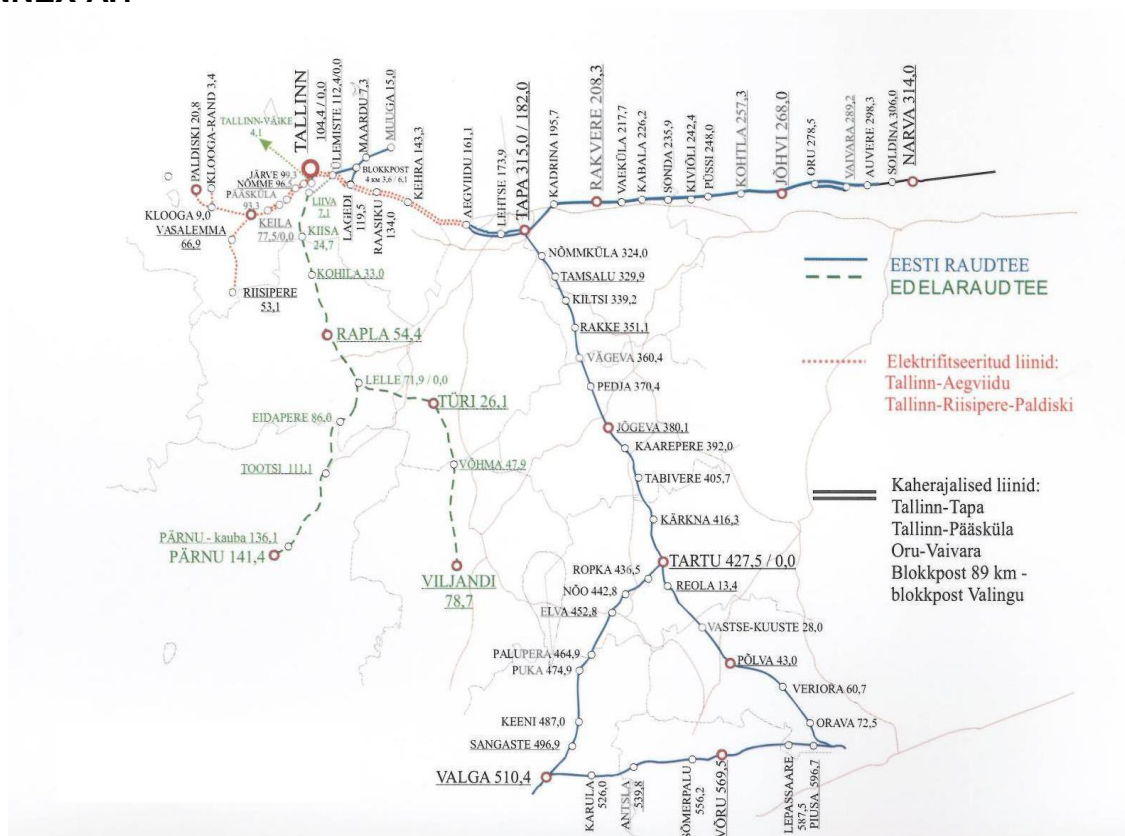 PALDISKI 20,8
KLOOGA-RAND 3,4
TALLINN-VÄIKE
4,1
TALLINN
104,4 / 0,0
ÜLEMISTE 112,4/0,0
MAARDU 7,3
MUUGA 15,0
BLOKKPOST
4 KM 3,6 / 6,1
KEHRA 143,3
JÄRVE 99,3
NÕMME 96,5
PÄÄSKÜLA
93,3
KLOOGA 9,0
VASALEMMA
66,9
KEILA
77,5/0,0
LIIVA
7,1
KIISA
24,7
LAGEDI
119,5
RAASIKU
134,0
RIISIPERE
53,1
KOHILA 33,0
RAPLA 54,4
LELLE 71,9 / 0,0
EIDAPERE 86,0
TÜRI 26,1
TOOTSI 111,1
VÕHMA 47,9
PÄRNU - kauba 136,1
PÄRNU 141,4
VILJANDI
78,7
AEGVIIDU 161,1
LEHTSE 173,9
TAPA 315,0 / 182,0
KADRINA 195,7
RAKVERE 208,3
VAEKÜLA 217,7
KABALA 226,2
SONDA 235,9
KIVIÕLI 242,4
PÜSSI 248,0
KOHTLA 257,3
JÕHVI 268,0
ORU 278,5
VAIVARA 289,2
AUVERE 298,3
SOLDINA 306,0
NARVA 314,0
NÕMMKÜLA 324,0
TAMSALU 329,9
KILTSI 339,2
RAKKE 351,1
VÄGEVA 360,4
PEDJA 370,4
JÕGEVA 380,1
KAAREPERE 392,0
TABIVERE 405,7
KÄRKNA 416,3
TARTU 427,5 / 0,0
ROPKA 436,5
NÕO 442,8
ELVA 452,8
PALUPERA 464,9
PUKA 474,9
KEENI 487,0
SANGASTE 496,9
VALGA 510,4
REOLA 13,4
VASTSE-KUUSTE 28,0
PÕLVA 43,0
VERIORA 60,7
ORAVA 72,5
KARULA
526,0
ANTSLA
539,8
SÕMERPALU
556,2
VÕRU 569,5
LEPASSAARE
587,5
PIUSA 596,7
EESTI RAUDTEE
EDELARAUDTEE
Elektrifitseeritud liinid:
Tallinn-Aegviidu
Tallinn-Riisipere-Paldiski
Kaherajalised liinid:
Tallinn-Tapa
Tallinn-Pääsküla
Oru-Vaivara
Blokkpost 89 km -
blokkpost Valingu